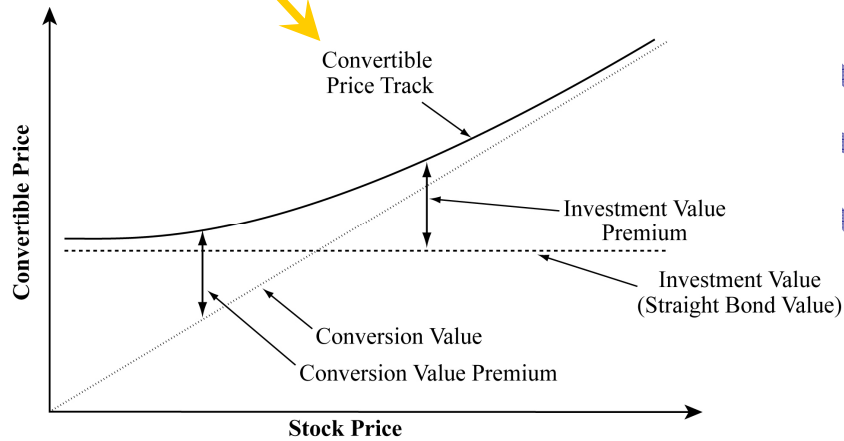 Convertible
Price Track
Convertible Price
Investment Value
Premium
Investment Value
(Straight Bond Value)
Conversion Value
Conversion Value Premium
Stock Price